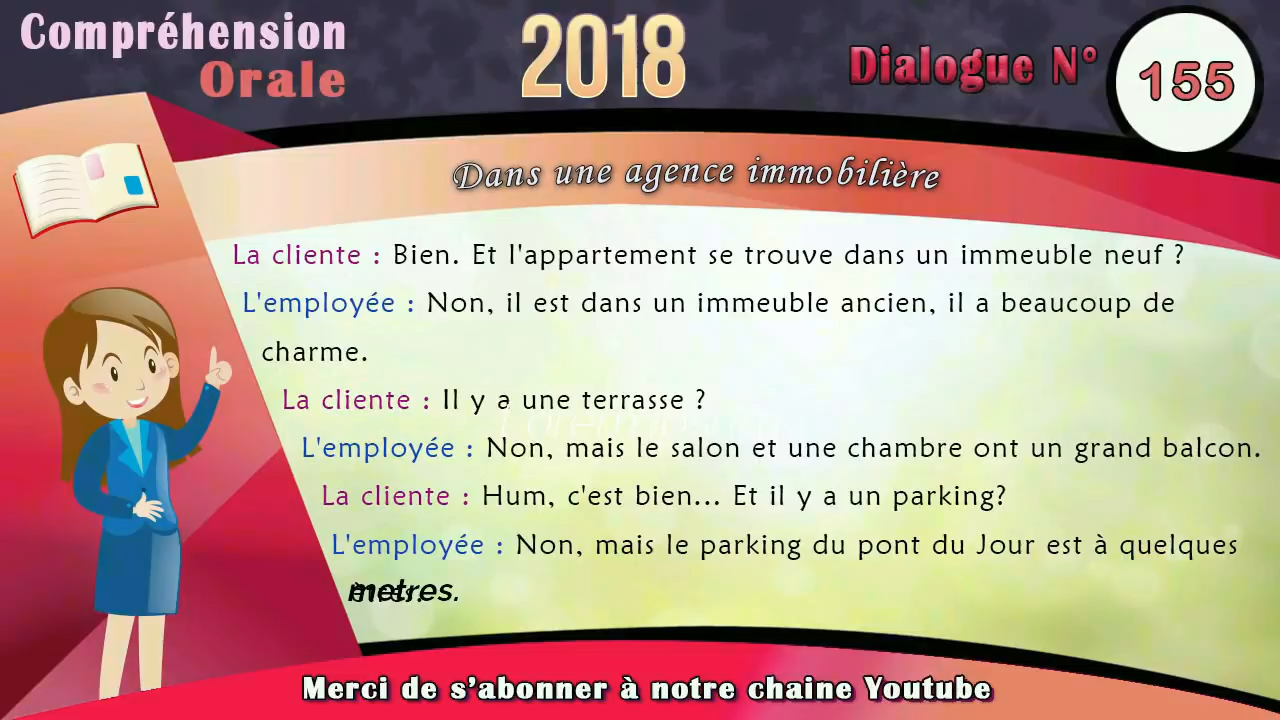 Compréhension
Orale
2018
Dialogue N°
155
Dans une agence immobilière
La cliente : Bien. Et l'appartement se trouve dans un immeuble neuf ?
L'employée : Non, il est dans un immeuble ancien, il a beaucoup de
charme.
La cliente : Il y a une terrasse ?
L'employée : Non, mais le salon et une chambre ont un grand balcon.
La cliente : Hum, c'est bien... Et il y a un parking?
L'employée : Non, mais le parking du pont du Jour est à quelques
metres.
Merci de s'abonner à notre chaine Youtube